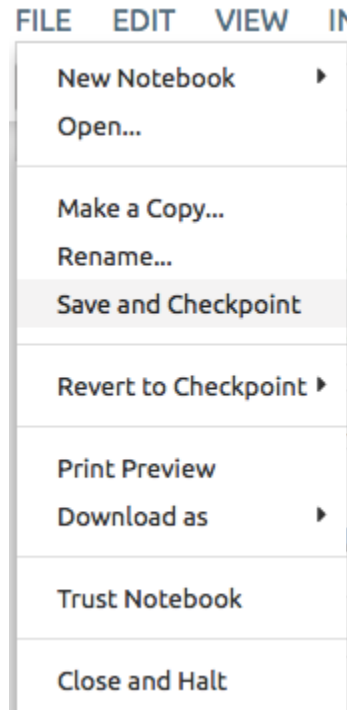 FILE EDIT VIEW
New Notebook
Open...
Make a Copy...
Rename...
Save and Checkpoint
Revert to Checkpoint
Print Preview
Download as
Trust Notebook
Close and Halt